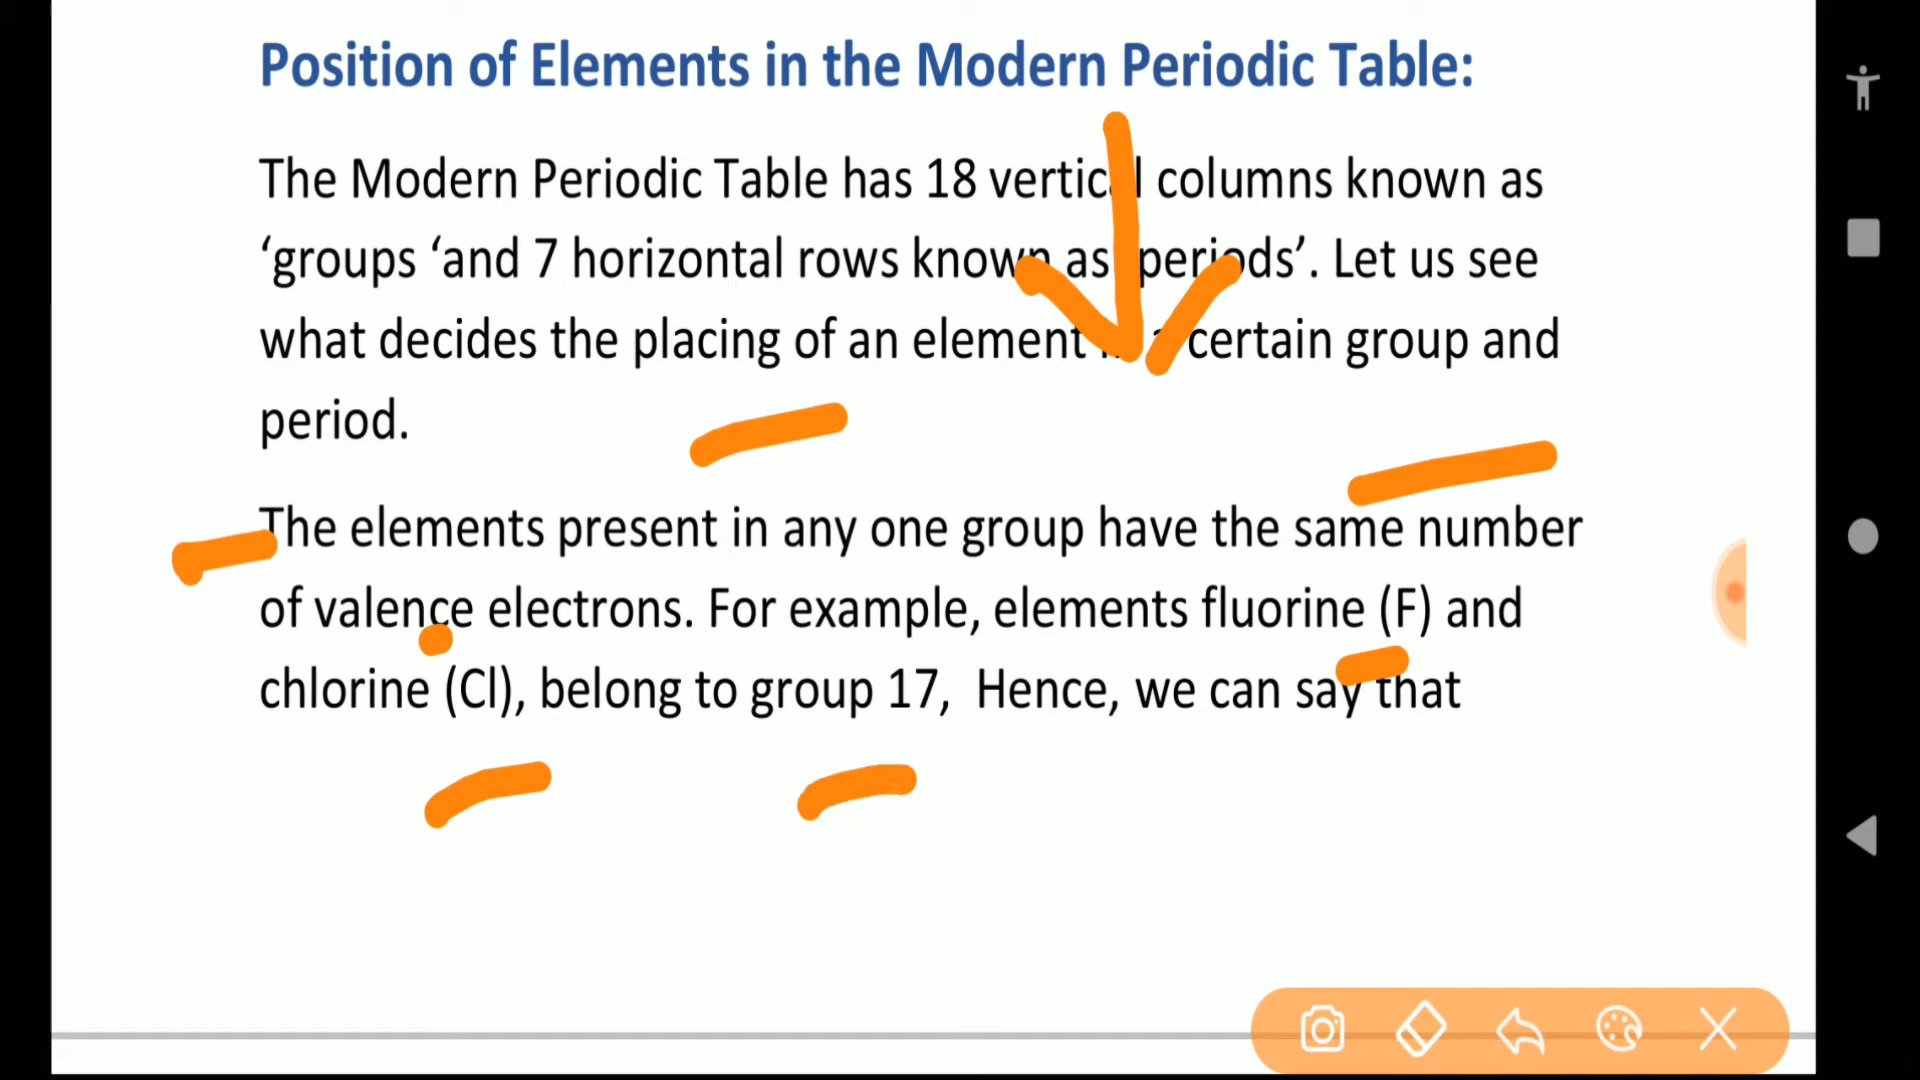 Position of Elements in the Modern Periodic Table:
The Modern Periodic Table has 18 vertical columns known as
‘groups ‘and 7 horizontal rows known as ‘periods’. Let us see
what decides the placing of an element in a certain group and
period.
The elements present in any one group have the same number
of valence electrons. For example, elements fluorine (F) and
chlorine (Cl), belong to group 17,  Hence, we can say that